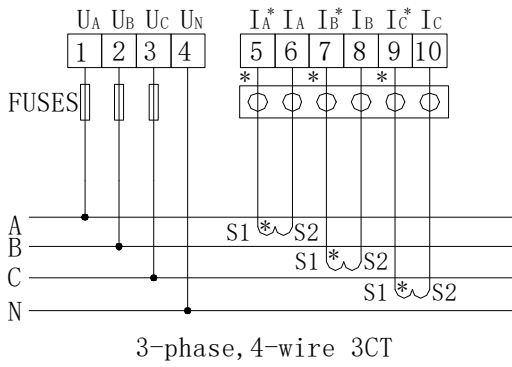 UA UB UC UN IA* IA IB* IB IC* IC
1 2 3 4 5 6 7 8 9 10
* * *
FUSES
A S1 * S2
B
S1 * S2
C
S1 * S2
N
3-phase, 4-wire 3CT